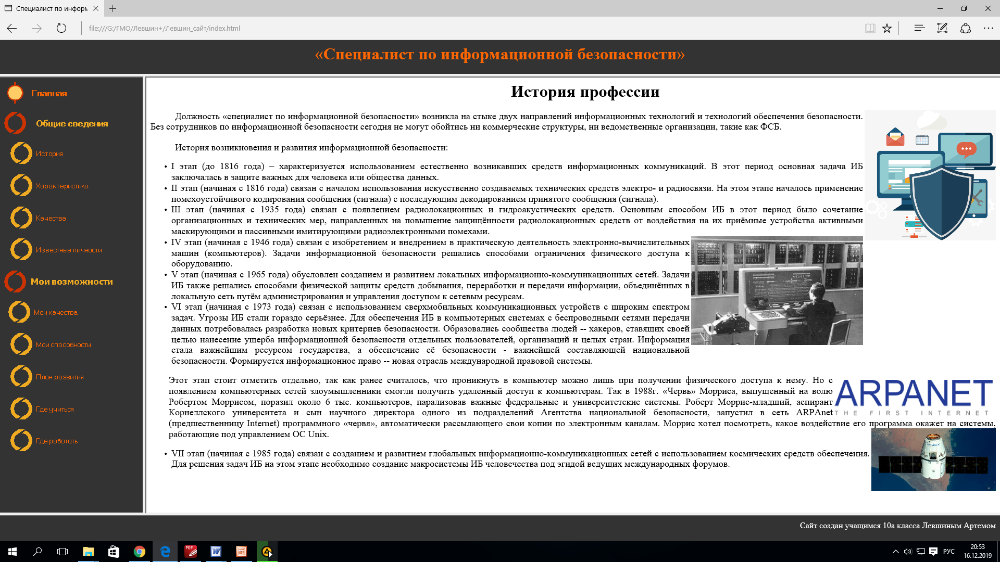 Специалист по информ
file:///G:/ГМО/Левшин+/Левшин_сайт/index.html
«Специалист по информационной безопасности»
Главная
Общие сведения
История
Характеристика
Качества
Известные личности
Мои возможности
Мои качества
Мои способности
План развития
Где учиться
Где работать
История профессии
Должность «специалист по информационной безопасности» возникла на стыке двух направлений информационных технологий и технологий обеспечения безопасности.
Без сотрудников по информационной безопасности сегодня не могут обойтись ни коммерческие структуры, ни ведомственные организации, такие как ФСБ.
История возникновения и развития информационной безопасности:
• I этап (до 1816 года) – характеризуется использованием естественно возникавших средств информационных коммуникаций. В этот период основная задача ИБ
заключалась в защите важных для человека или общества данных.
• II этап (начиная с 1816 года) связан с началом использования искусственно создаваемых технических средств электро- и радиосвязи. На этом этапе началось применение
помехоустойчивого кодирования сообщения (сигнала) с последующим декодированием принятого сообщения (сигнала).
• III этап (начиная с 1935 года) связан с появлением радиолокационных и гидроакустических средств. Основным способом ИБ в этот период было сочетание
организационных и технических мер, направленных на повышение защищённости радиолокационных средств от воздействия на их приёмные устройства активными
маскирующими и пассивными имитирующими радиоэлектронными помехами.
• IV этап (начиная с 1946 года) связан с изобретением и внедрением в практическую деятельность электронно-вычислительных
машин (компьютеров). Задачи информационной безопасности решались способами ограничения физического доступа к
оборудованию.
• V этап (начиная с 1965 года) обусловлен созданием и развитием локальных информационно-коммуникационных сетей. Задачи
ИБ также решались способами физической защиты средств добывания, переработки и передачи информации, объединённых в
локальную сеть путём администрирования и управления доступом к сетевым ресурсам.
• VI этап (начиная с 1973 года) связан с использованием сверхмобильных коммуникационных устройств с широким спектром
задач. Угрозы ИБ стали гораздо серьёзнее. Для обеспечения ИБ в компьютерных системах с беспроводными сетями передачи
данных потребовалась разработка новых критериев безопасности. Образовались сообщества людей -- хакеров, ставящих своей
целью нанесение ущерба информационной безопасности отдельных пользователей, организаций и целых стран. Информация
стала важнейшим ресурсом государства, а обеспечение её безопасности - важнейшей составляющей национальной
безопасности. Формируется информационное право -- новая отрасль международной правовой системы.
Этот этап стоит отметить отдельно, так как ранее считалось, что проникнуть в компьютер можно лишь при получении физического доступа к нему. Но с
появлением компьютерных сетей злоумышленники смогли получить удаленный доступ к компьютерам. Так в 1988г. «Червь» Морриса, выпущенный на волю
Робертом Моррисом, поразил около 6 тыс. компьютеров, парализовав важные федеральные и университетские системы. Роберт Моррис-младший, аспирант
Корнеллского университета и сын научного директора одного из подразделений Агентства национальной безопасности, запустил в сеть ARPAnet
(предшественницу Internet) программного «червя», автоматически рассылающего свои копии по электронным каналам. Моррис хотел посмотреть, какое воздействие его программа окажет на системы,
работающие под управлением ОС Unix.
ARPANET
THE FIRST INTERNET
• VII этап (начиная с 1985 года) связан с созданием и развитием глобальных информационно-коммуникационных сетей с использованием космических средств обеспечения.
Для решения задач ИБ на этом этапе необходимо создание макросистемы ИБ человечества под эгидой ведущих международных форумов.
Сайт создан учащимся 10а класса Левшиным Артемом
PDF
РУС
20:53
16.12.2019